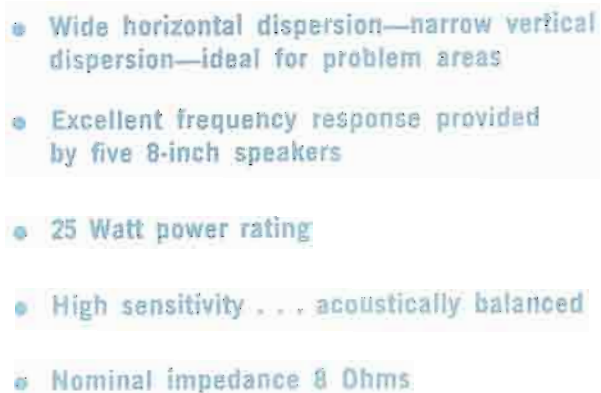 • Wide horizontal dispersion—narrow vertical
dispersion—ideal for problem areas
• Excellent frequency response provided
by five 8-inch speakers
• 25 Watt power rating
• High sensitivity . . . acoustically balanced
• Nominal impedance 8 Ohms